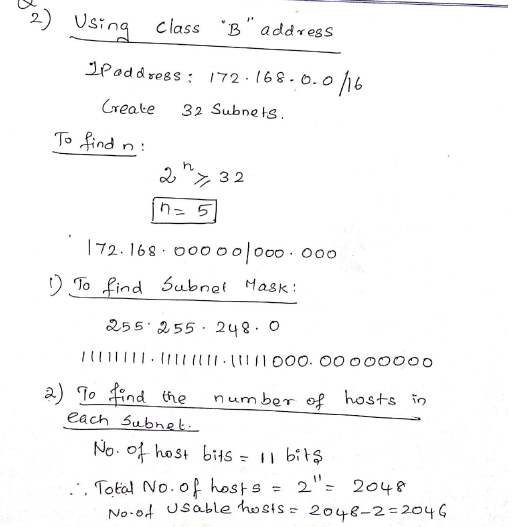 2) Using class "B" address
IPaddress: 172.168.0.0/16
Create 32 Subnets.
To find n:
2^n ≥ 32
n = 5
172.168.00000|000.000
1) To find Subnet Mask:
255.255.248.0
11111111.11111111.11111000.00000000
2) To find the number of hosts in
each subnet.
No. of host bits = 11 bits
∴ Total No. of hosts = 2^11 = 2048
No. of Usable hosts = 2048-2=2046